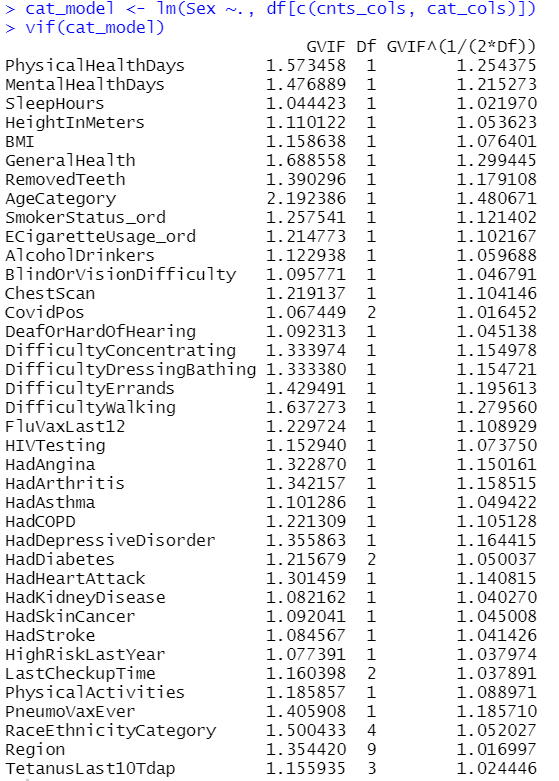 > cat_model <- lm(Sex ~., df[c(cnts_cols, cat_cols)])
> vif(cat_model)
GVIF Df GVIF^(1/(2*Df))
PhysicalHealthDays 1.573458 1 1.254375
MentalHealthDays 1.476889 1 1.215273
SleepHours 1.044423 1 1.021970
HeightInMeters 1.110122 1 1.053623
BMI 1.158638 1 1.076401
GeneralHealth 1.688558 1 1.299445
RemovedTeeth 1.390296 1 1.179108
AgeCategory 2.192386 1 1.480671
SmokerStatus_ord 1.257541 1 1.121402
ECigaretteUsage_ord 1.214773 1 1.102167
AlcoholDrinkers 1.122938 1 1.059688
BlindOrVisionDifficulty 1.095771 1 1.046791
ChestScan 1.219137 1 1.104146
CovidPos 1.067449 2 1.016452
DeafOrHardOfHearing 1.092313 1 1.045138
DifficultyConcentrating 1.333974 1 1.154978
DifficultyDressingBathing 1.333380 1 1.154721
DifficultyErrands 1.429491 1 1.195613
DifficultyWalking 1.637273 1 1.279560
FluVaxLast12 1.229724 1 1.108929
HIVTesting 1.152940 1 1.073750
HadAngina 1.322870 1 1.150161
HadArthritis 1.342157 1 1.158515
HadAsthma 1.101286 1 1.049422
HadCOPD 1.221309 1 1.105128
HadDepressiveDisorder 1.355863 1 1.164415
HadDiabetes 1.215679 2 1.050037
HadHeartAttack 1.301459 1 1.140815
HadKidneyDisease 1.082162 1 1.040270
HadSkinCancer 1.092041 1 1.045008
HadStroke 1.084567 1 1.041426
HighRiskLastYear 1.077391 1 1.037974
LastCheckupTime 1.160398 2 1.037891
PhysicalActivities 1.185857 1 1.088971
PneumoVaxEver 1.405908 1 1.185710
RaceEthnicityCategory 1.500433 4 1.052027
Region 1.354420 9 1.016997
TetanusLast10Tdap 1.155935 3 1.024446